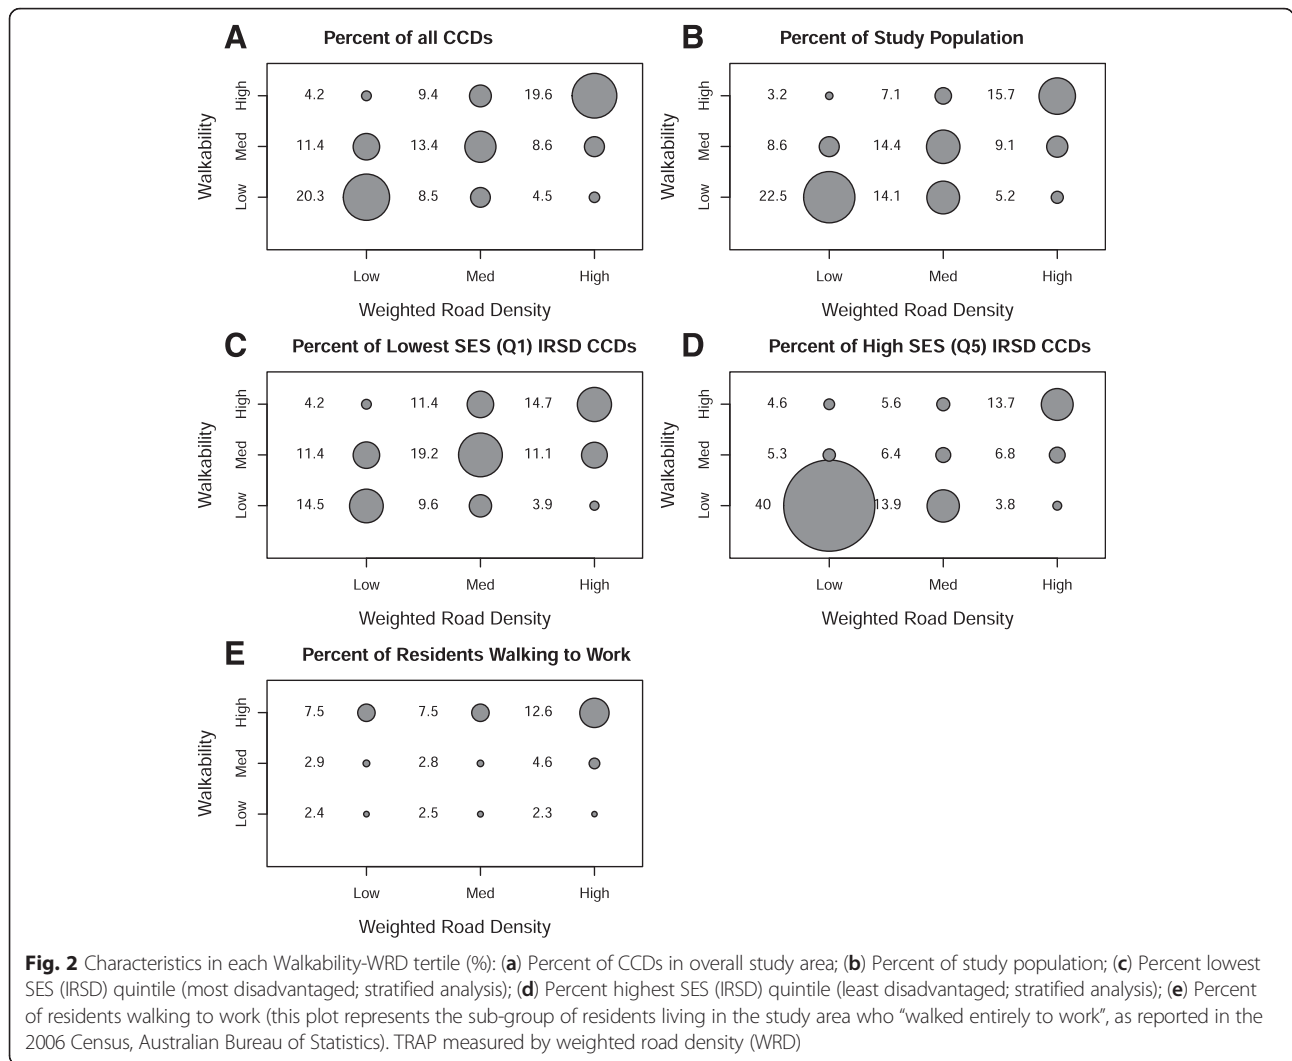 A Percent of all CCDs
Walkability
High 4.2 9.4 19.6
Med 11.4 13.4 8.6
Low 20.3 8.5 4.5
Low Med High
Weighted Road Density
B Percent of Study Population
Walkability
High 3.2 7.1 15.7
Med 8.6 14.4 9.1
Low 22.5 14.1 5.2
Low Med High
Weighted Road Density
C Percent of Lowest SES (Q1) IRSD CCDs
Walkability
High 4.2 11.4 14.7
Med 11.4 19.2 11.1
Low 14.5 9.6 3.9
Low Med High
Weighted Road Density
D Percent of High SES (Q5) IRSD CCDs
Walkability
High 4.6 5.6 13.7
Med 5.3 6.4 6.8
Low 40 13.9 3.8
Low Med High
Weighted Road Density
E Percent of Residents Walking to Work
Walkability
High 7.5 7.5 12.6
Med 2.9 2.8 4.6
Low 2.4 2.5 2.3
Low Med High
Weighted Road Density
Fig. 2 Characteristics in each Walkability-WRD tertile (%): (a) Percent of CCDs in overall study area; (b) Percent of study population; (c) Percent lowest
SES (IRSD) quintile (most disadvantaged; stratified analysis); (d) Percent highest SES (IRSD) quintile (least disadvantaged; stratified analysis); (e) Percent
of residents walking to work (this plot represents the sub-group of residents living in the study area who “walked entirely to work”, as reported in the
2006 Census, Australian Bureau of Statistics). TRAP measured by weighted road density (WRD)